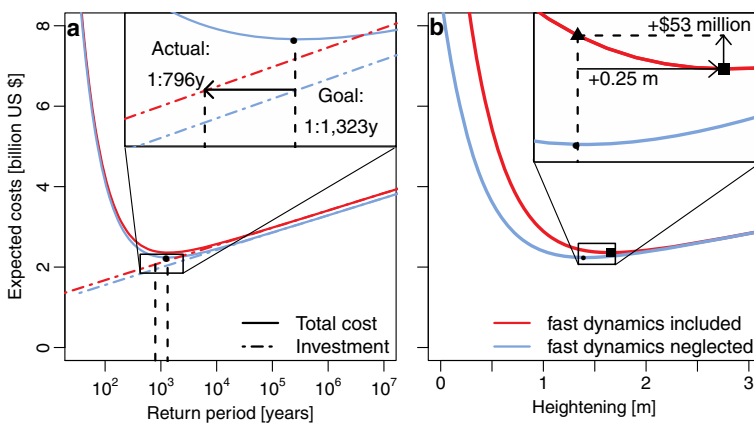 a
Actual:
1:796y
Goal:
1:1,323y
Expected costs [billion US $]
8
6
4
2
0
Total cost
Investment
10² 10³ 10⁴ 10⁵ 10⁶ 10⁷
Return period [years]
b
+$53 million
+0.25 m
fast dynamics included
fast dynamics neglected
0 1 2 3
Heightening [m]